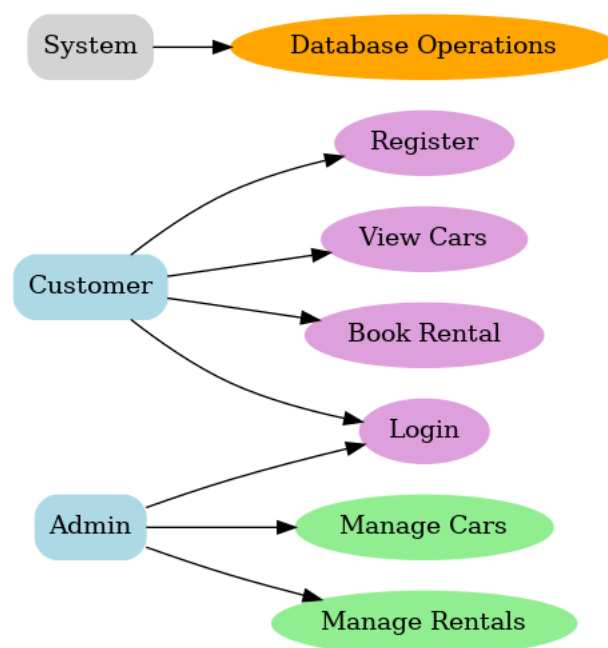 System
Database Operations
Register
View Cars
Customer
Book Rental
Login
Admin
Manage Cars
Manage Rentals